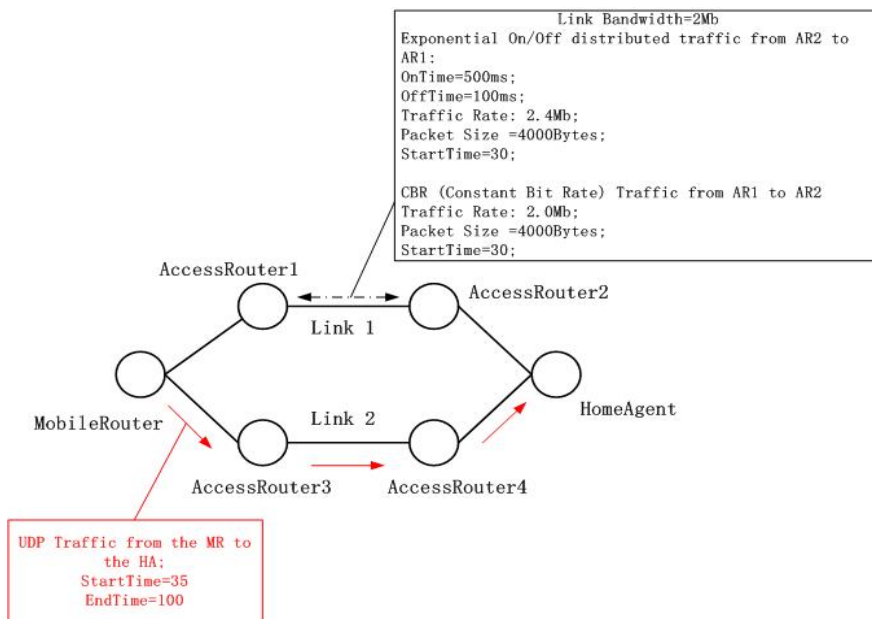 Link Bandwidth=2Mb
Exponential On/Off distributed traffic from AR2 to
AR1:
OnTime=500ms;
OffTime=100ms;
Traffic Rate: 2.4Mb;
Packet Size =4000Bytes;
StartTime=30;
CBR (Constant Bit Rate) Traffic from AR1 to AR2
Traffic Rate: 2.0Mb;
Packet Size =4000Bytes;
StartTime=30;
AccessRouter1
AccessRouter2
Link 1
MobileRouter
Link 2
HomeAgent
AccessRouter3
AccessRouter4
UDP Traffic from the MR to
the HA;
StartTime=35
EndTime=100